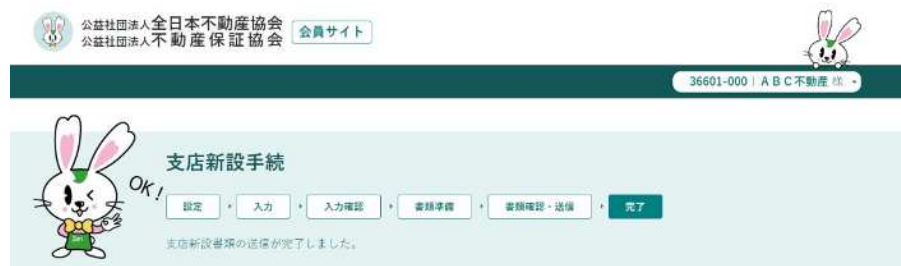 公益社団法人全日本不動産協会
公益社団法人不動産保証協会
会員サイト
36601-000 | ABC不動産 様
支店新設手続
OK!
設定
入力
入力確認
書類準備
書類確認・送信
完了
支店新設書類の送信が完了しました。